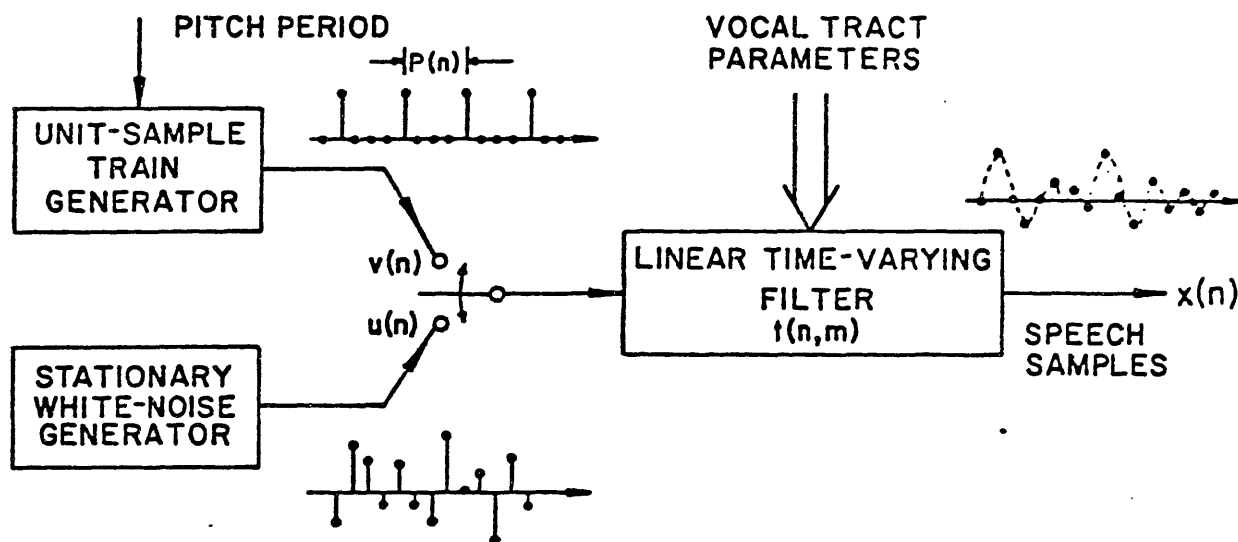 PITCH PERIOD
VOCAL TRACT
PARAMETERS
P(n)
UNIT-SAMPLE
TRAIN
GENERATOR
v(n)
u(n)
LINEAR TIME-VARYING
FILTER
t(n,m)
x(n)
SPEECH
SAMPLES
STATIONARY
WHITE-NOISE
GENERATOR